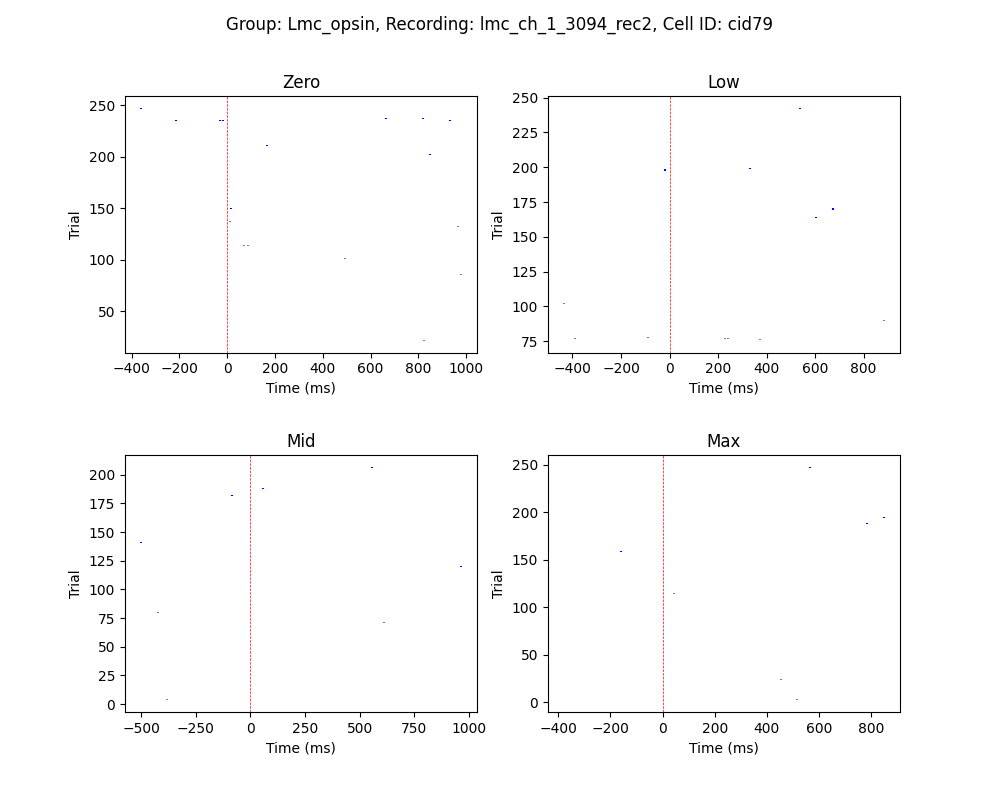 Group: Lmc_opsin, Recording: lmc_ch_1_3094_rec2, Cell ID: cid79
Zero
Low
250
200
150
100
50
Trial
−400 −200 0 200 400 600 800 1000
Time (ms)
250
225
200
175
150
125
100
75
Trial
−400 −200 0 200 400 600 800
Time (ms)
Mid
Max
200
175
150
125
100
75
50
25
0
Trial
−500 −250 0 250 500 750 1000
Time (ms)
250
200
150
100
50
0
Trial
−400 −200 0 200 400 600 800
Time (ms)